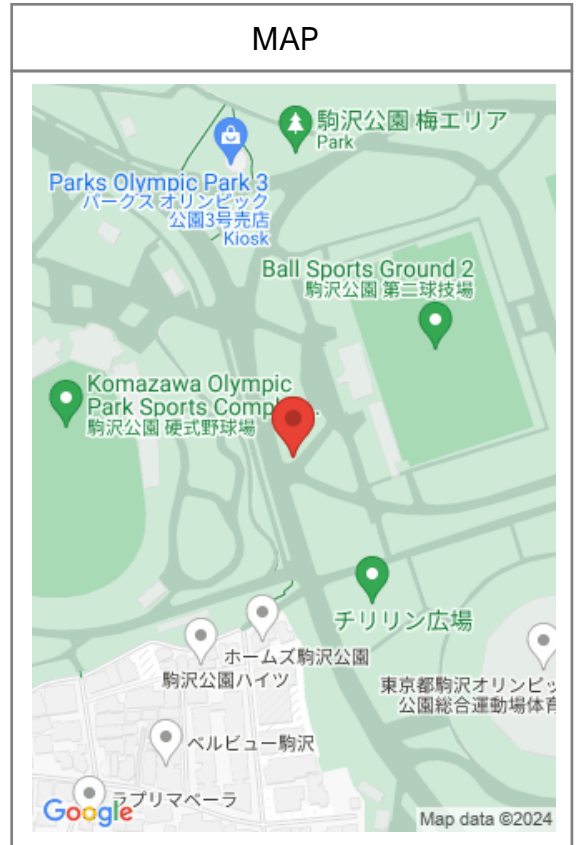 MAP
駒沢公園 梅エリア
Park
Parks Olympic Park 3
パークス オリンピック
公園3号売店
Kiosk
Ball Sports Ground 2
駒沢公園 第二球技場
Komazawa Olympic
Park Sports Comp
駒沢公園 硬式野球場
チリリン広場
ホームズ駒沢公園
駒沢公園ハイツ
東京都駒沢オリンピッ
公園総合運動場体育
ベルビュー駒沢
ラプリマベーラ
Google
Map data ©2024